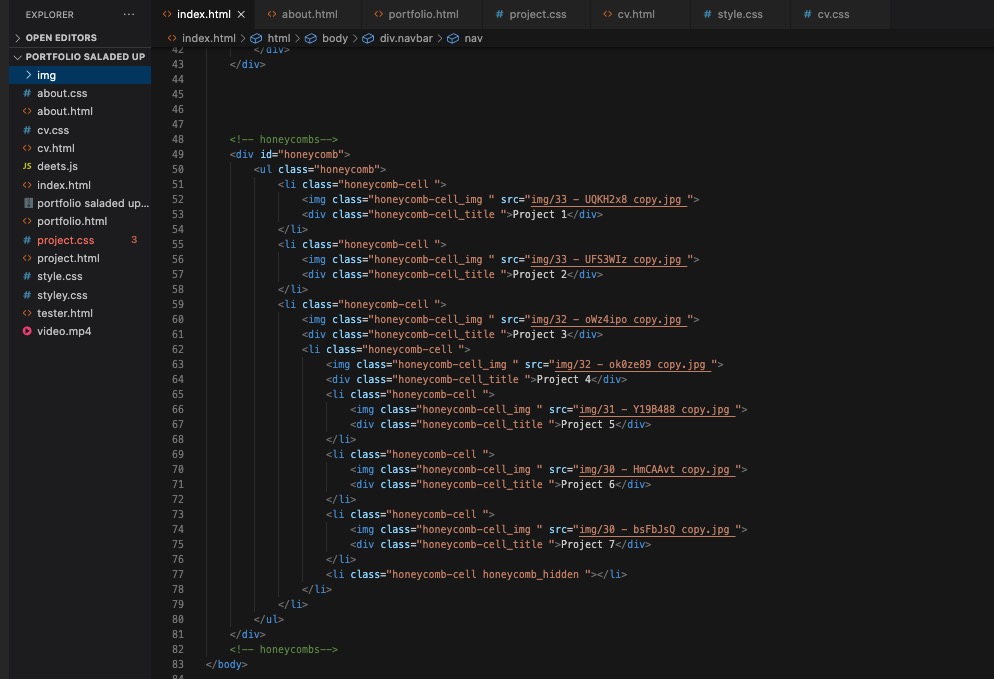 EXPLORER ...
OPEN EDITORS
PORTFOLIO SALADED UP
img
# about.css
<> about.html
# cv.css
<> cv.html
JS deets.js
<> index.html
portfolio saladed up...
<> portfolio.html
# project.css 3
<> project.html
# style.css
# styley.css
<> tester.html
video.mp4
<> index.html × <> about.html <> portfolio.html # project.css <> cv.html # style.css # cv.css
<> index.html > html > body > div.navbar > nav
42 </div>
43 </div>
44
45
46
47
48 <!-- honeycombs-->
49 <div id="honeycomb">
50 <ul class="honeycomb">
51 <li class="honeycomb-cell ">
52 <img class="honeycomb-cell_img " src="img/33 - UQKH2x8 copy.jpg ">
53 <div class="honeycomb-cell_title ">Project 1</div>
54 </li>
55 <li class="honeycomb-cell ">
56 <img class="honeycomb-cell_img " src="img/33 - UFS3WIz copy.jpg ">
57 <div class="honeycomb-cell_title ">Project 2</div>
58 </li>
59 <li class="honeycomb-cell ">
60 <img class="honeycomb-cell_img " src="img/32 - oWz4ipo copy.jpg ">
61 <div class="honeycomb-cell_title ">Project 3</div>
62 <li class="honeycomb-cell ">
63 <img class="honeycomb-cell_img " src="img/32 - ok0ze89 copy.jpg ">
64 <div class="honeycomb-cell_title ">Project 4</div>
65 <li class="honeycomb-cell ">
66 <img class="honeycomb-cell_img " src="img/31 - Y19B488 copy.jpg ">
67 <div class="honeycomb-cell_title ">Project 5</div>
68 </li>
69 <li class="honeycomb-cell ">
70 <img class="honeycomb-cell_img " src="img/30 - HmCAAvt copy.jpg ">
71 <div class="honeycomb-cell_title ">Project 6</div>
72 </li>
73 <li class="honeycomb-cell ">
74 <img class="honeycomb-cell_img " src="img/30 - bsFbJsQ copy.jpg ">
75 <div class="honeycomb-cell_title ">Project 7</div>
76 </li>
77 <li class="honeycomb-cell honeycomb_hidden "></li>
78 </li>
79 </li>
80 </ul>
81 </div>
82 <!-- honeycombs-->
83 </body>
84